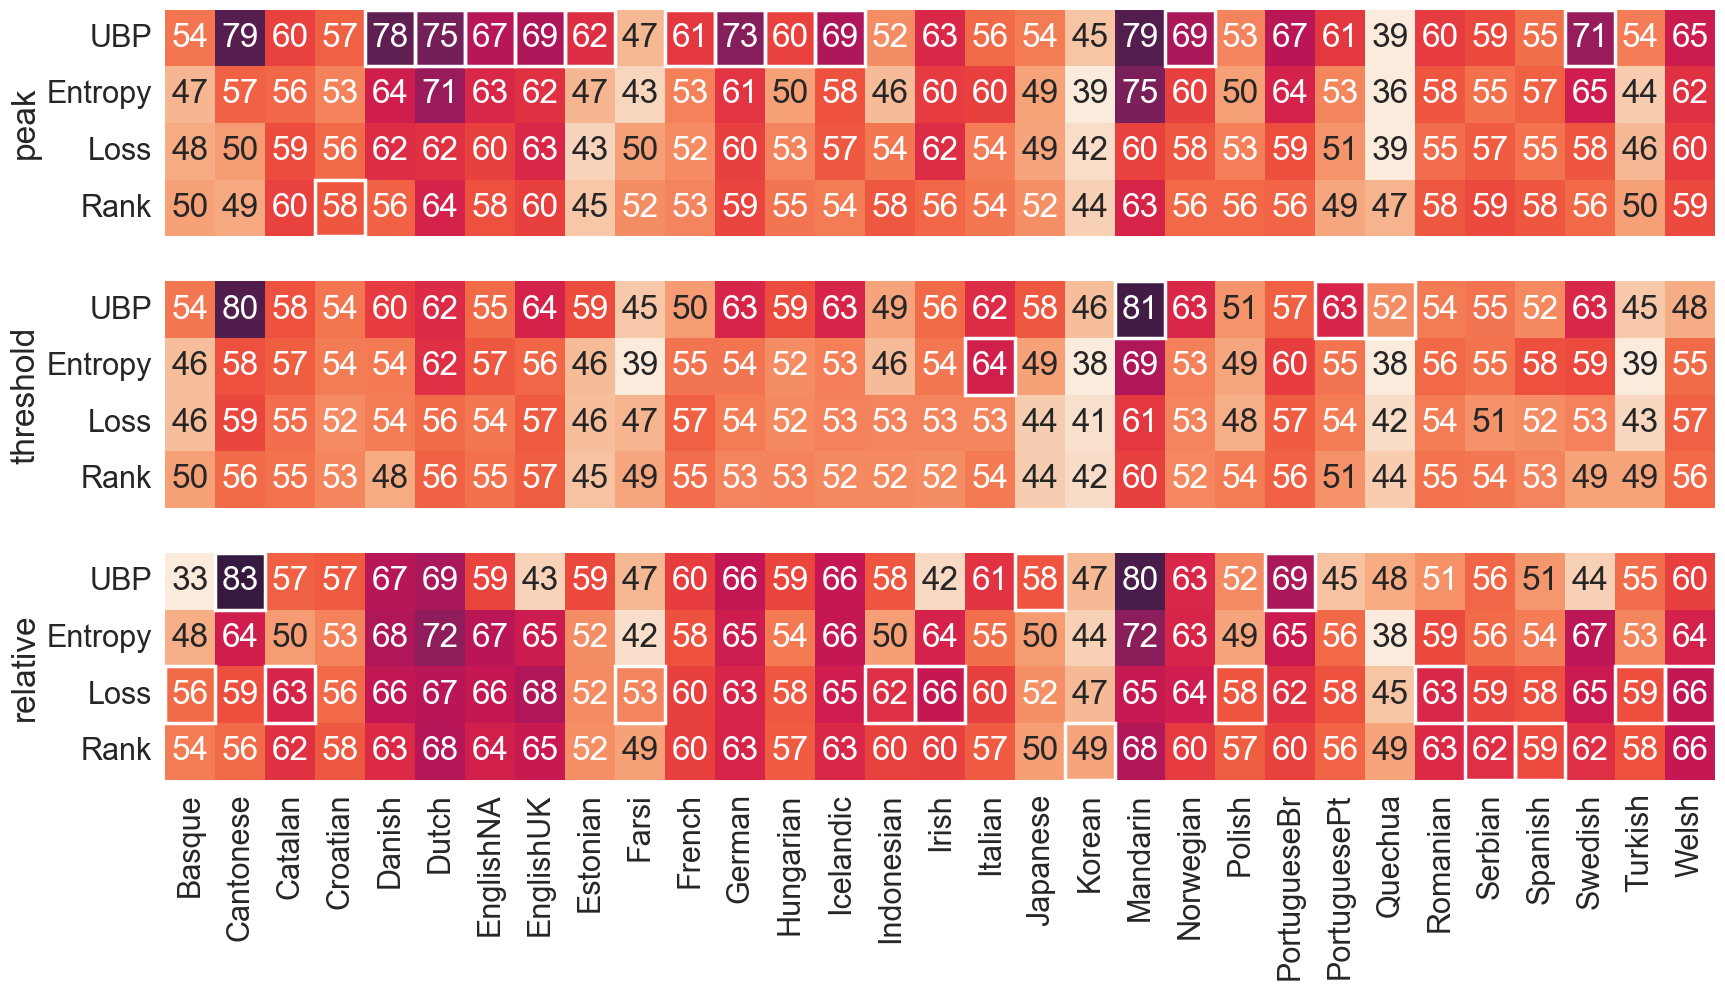 peak
UBP 54 79 60 57 78 75 67 69 62 47 61 73 60 69 52 63 56 54 45 79 69 53 67 61 39 60 59 55 71 54 65
Entropy 47 57 56 53 64 71 63 62 47 43 53 61 50 58 46 60 60 49 39 75 60 50 64 53 36 58 55 57 65 44 62
Loss 48 50 59 56 62 62 60 63 43 50 52 60 53 57 54 62 54 49 42 60 58 53 59 51 39 55 57 55 58 46 60
Rank 50 49 60 58 56 64 58 60 45 52 53 59 55 54 58 56 54 52 44 63 56 56 56 49 47 58 59 58 56 50 59
threshold
UBP 54 80 58 54 60 62 55 64 59 45 50 63 59 63 49 56 62 58 46 81 63 51 57 63 52 54 55 52 63 45 48
Entropy 46 58 57 54 54 62 57 56 46 39 55 54 52 53 46 54 64 49 38 69 53 49 60 55 38 56 55 58 59 39 55
Loss 46 59 55 52 54 56 54 57 46 47 57 54 52 53 53 53 53 44 41 61 53 48 57 54 42 54 51 52 53 43 57
Rank 50 56 55 53 48 56 55 57 45 49 55 53 53 52 52 52 54 44 42 60 52 54 56 51 44 55 54 53 49 49 56
relative
UBP 33 83 57 57 67 69 59 43 59 47 60 66 59 66 58 42 61 58 47 80 63 52 69 45 48 51 56 51 44 55 60
Entropy 48 64 50 53 68 72 67 65 52 42 58 65 54 66 50 64 55 50 44 72 63 49 65 56 38 59 56 54 67 53 64
Loss 56 59 63 56 66 67 66 68 52 53 60 63 58 65 62 66 60 52 47 65 64 58 62 58 45 63 59 58 65 59 66
Rank 54 56 62 58 63 68 64 65 52 49 60 63 57 63 60 60 57 50 49 68 60 57 60 56 49 63 62 59 62 58 66
Basque
Cantonese
Catalan
Croatian
Danish
Dutch
EnglishNA
EnglishUK
Estonian
Farsi
French
German
Hungarian
Icelandic
Indonesian
Irish
Italian
Japanese
Korean
Mandarin
Norwegian
Polish
PortugueseBr
PortuguesePt
Quechua
Romanian
Serbian
Spanish
Swedish
Turkish
Welsh